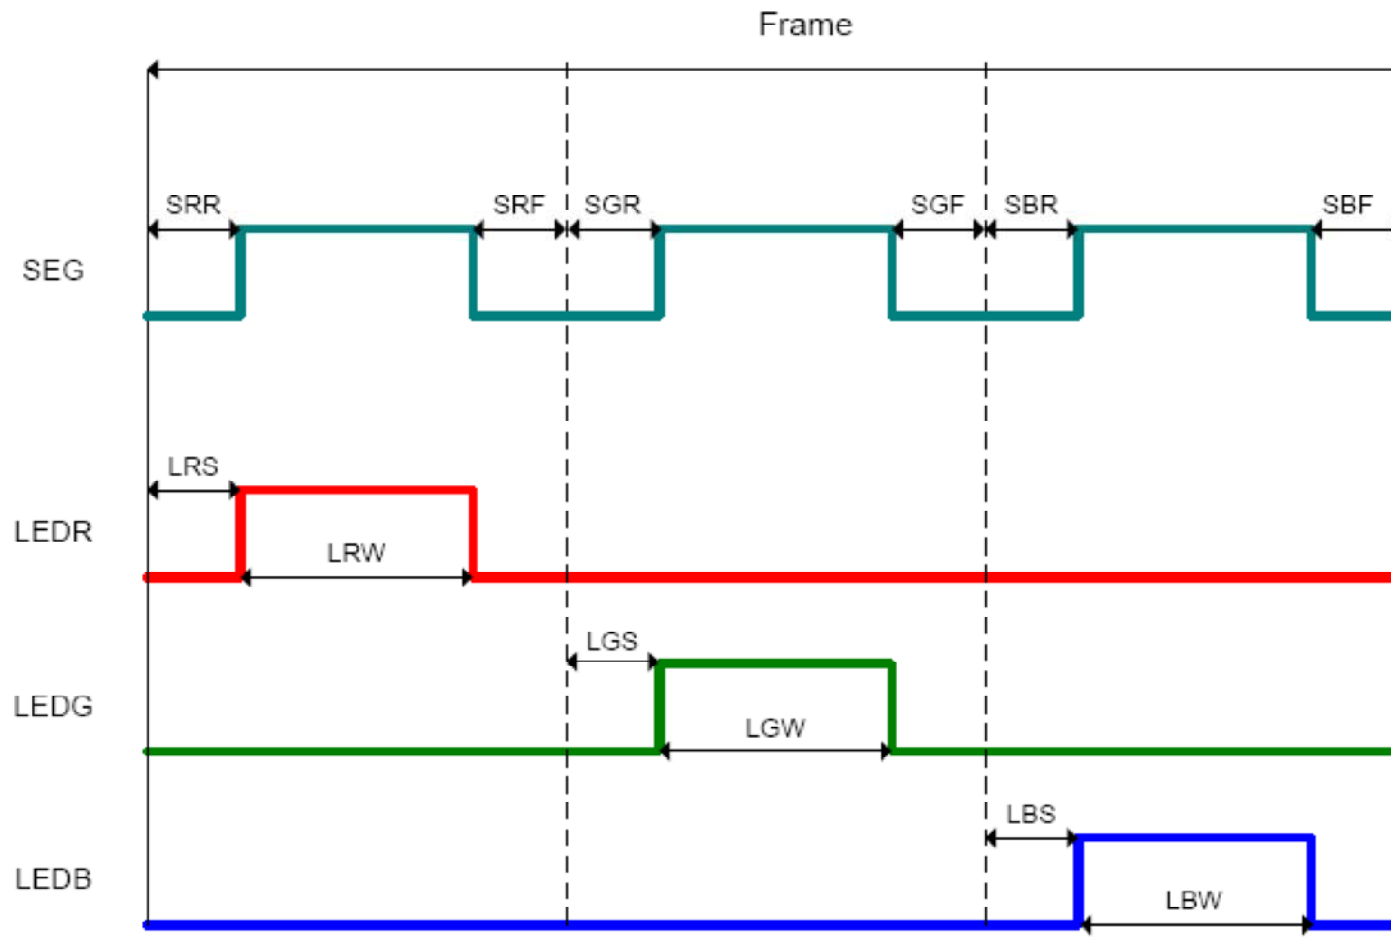 Frame
SRR SRF SGR SGF SBR SBF
SEG
LRS
LEDR
LRW
LGS
LEDG
LGW
LBS
LEDB
LBW